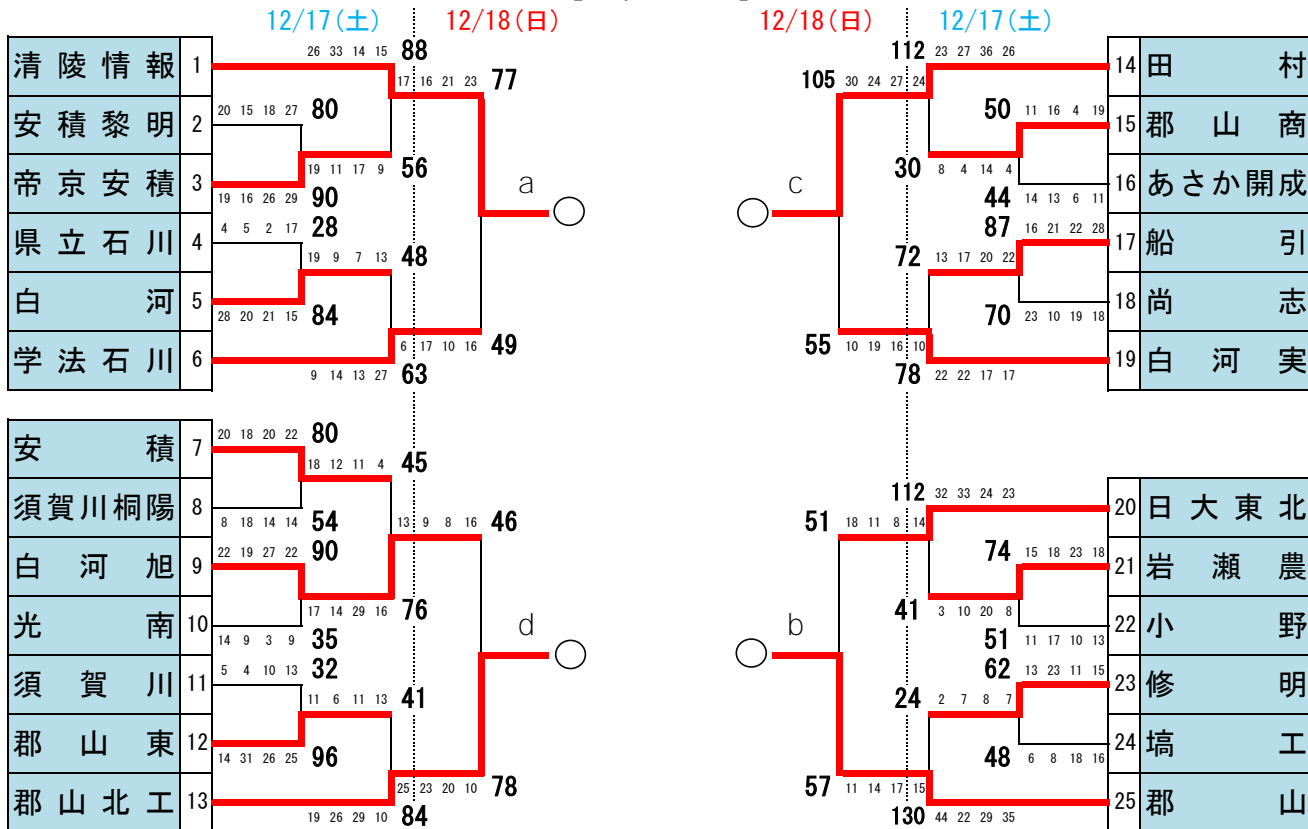 12/17(土) 12/18(日) 12/18(日) 12/17(土)
清陵情報 1
26 33 14 15 88
17 16 21 23 77
安積黎明 2
20 15 18 27 80
帝京安積 3
19 11 17 9 56
19 16 26 29 90
a
県立石川 4
4 5 2 17 28
19 9 7 13 48
白河 5
28 20 21 15 84
学法石川 6
6 17 10 16 49
9 14 13 27 63
安積 7
20 18 20 22 80
18 12 11 4 45
須賀川桐陽 8
8 18 14 14 54
13 9 8 16 46
白河旭 9
22 19 27 22 90
17 14 29 16 76
光南 10
14 9 3 9 35
d
須賀川 11
5 4 10 13 32
11 6 11 13 41
郡山東 12
14 31 26 25 96
郡山北工 13
25 23 20 10 78
19 26 29 10 84
112 23 27 36 26
14 田村
105 30 24 27 24
50 11 16 4 19
15 郡山商
30 8 4 14 4
c
16 あさか開成
44 14 13 6 11
87 16 21 22 28
17 船引
72 13 17 20 22
18 尚志
70 23 10 19 18
55 10 19 16 10
19 白河実
78 22 22 17 17
112 32 33 24 23
20 日大東北
51 18 11 8 14
74 15 18 23 18
21 岩瀬農
41 3 10 20 8
22 小野
51 11 17 10 13
b
62 13 23 11 15
23 修明
24 2 7 8 7
24 塙工
48 6 8 18 16
57 11 14 17 15
25 郡山
130 44 22 29 35